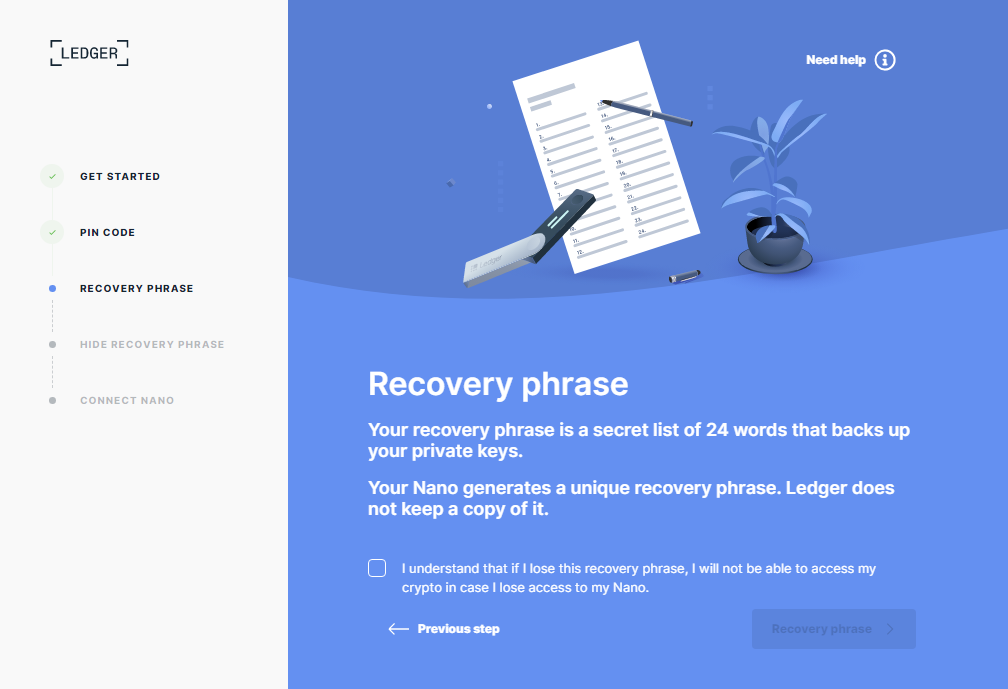 LEDGER
GET STARTED
PIN CODE
RECOVERY PHRASE
HIDE RECOVERY PHRASE
CONNECT NANO
Need help
1.
2.
3.
4.
5.
6.
7.
10.
11.
12.
13.
14.
15.
16.
17.
18.
19.
20.
21.
22.
23.
24.
Ledger
Recovery phrase
Your recovery phrase is a secret list of 24 words that backs up
your private keys.
Your Nano generates a unique recovery phrase. Ledger does
not keep a copy of it.
I understand that if I lose this recovery phrase, I will not be able to access my
crypto in case I lose access to my Nano.
Previous step
Recovery phrase